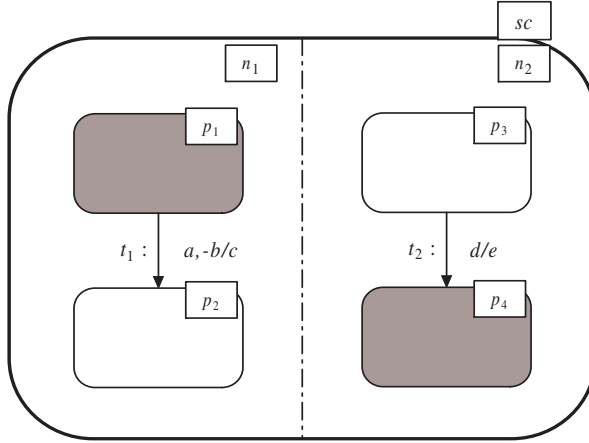 sc
n1 n2
p1 p3
t1 : a,-b/c t2 : d/e
p2 p4